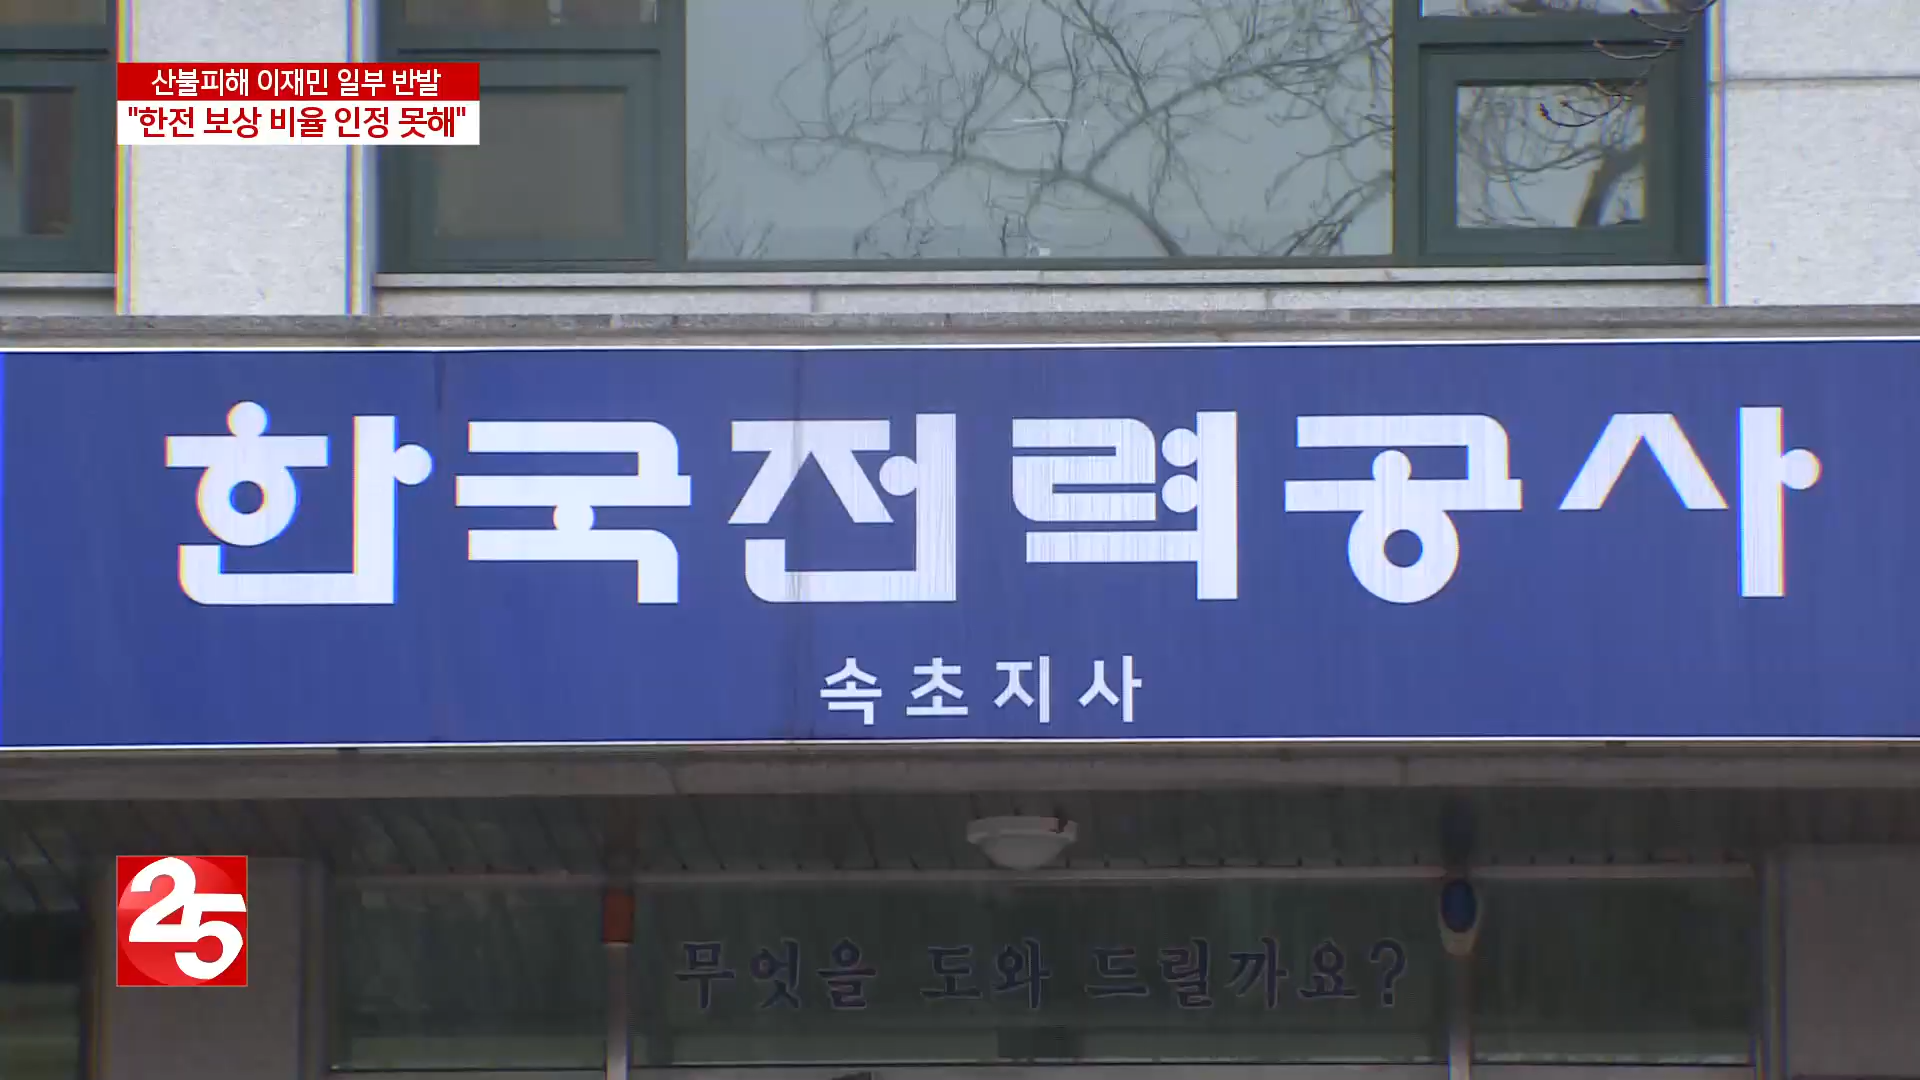 산불피해 이재민 일부 반발
"한전 보상 비율 인정 못해"
한국전력공사
속초지사
25
무엇을 도와 드릴까요?